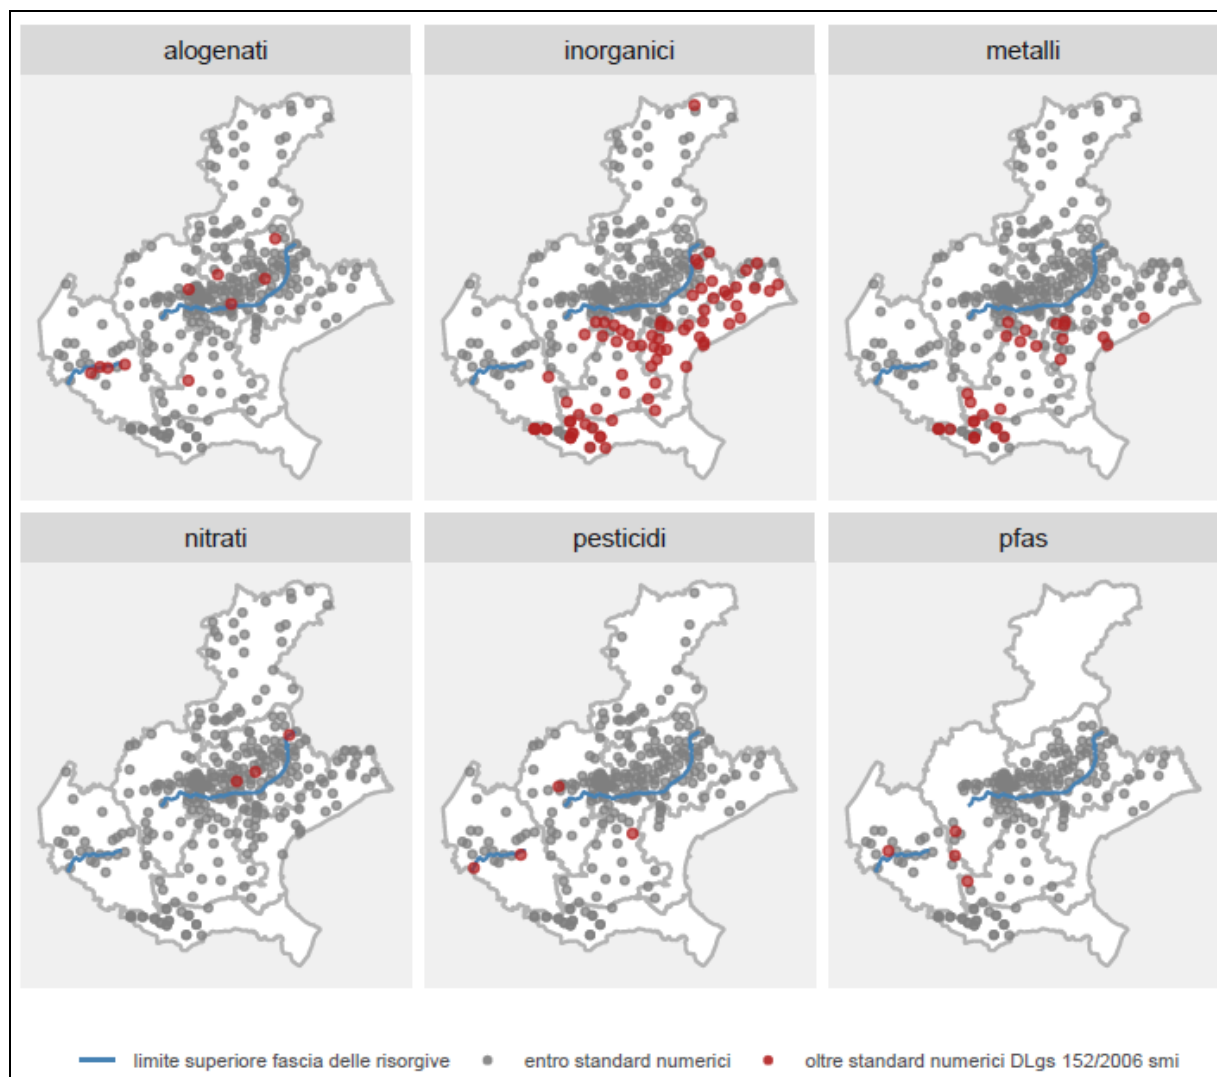 alogenati
inorganici
metalli
nitrati
pesticidi
pfas
limite superiore fascia delle risorgive entro standard numerici oltre standard numerici DLgs 152/2006 smi